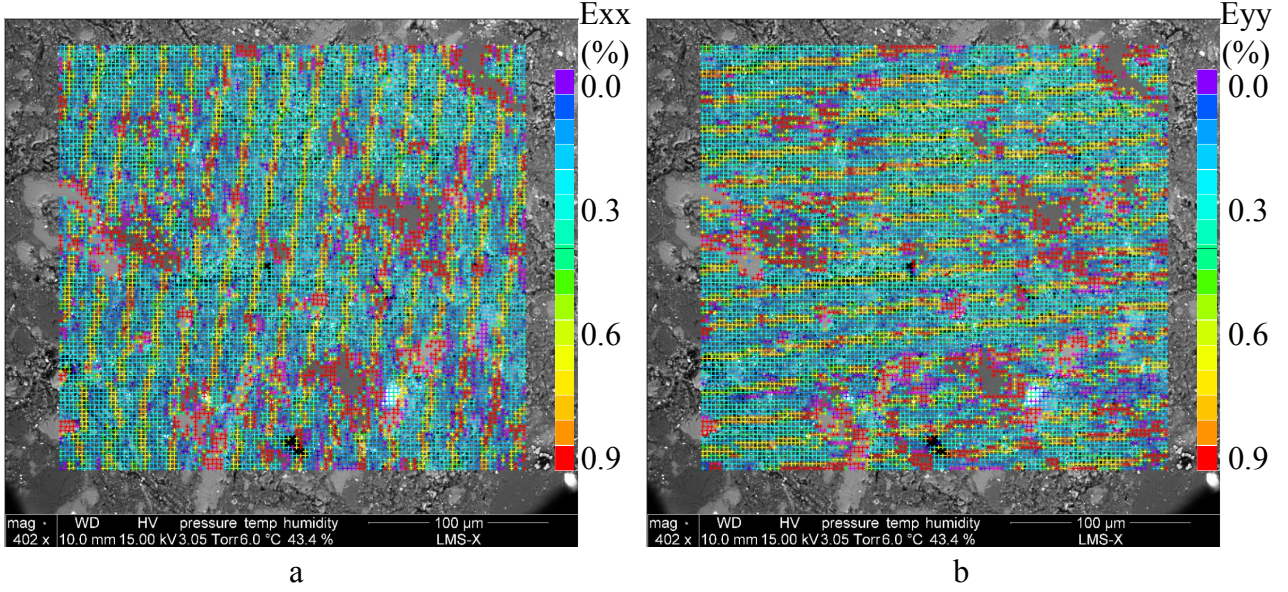 Exx
(%)
0.0
0.3
0.6
0.9
mag ◦ WD HV pressure temp humidity 100 µm
402 x 10.0 mm 15.00 kV 3.05 Torr 6.0 °C 43.4 % LMS-X
a
Eyy
(%)
0.0
0.3
0.6
0.9
mag ◦ WD HV pressure temp humidity 100 µm
402 x 10.0 mm 15.00 kV 3.05 Torr 6.0 °C 43.4 % LMS-X
b